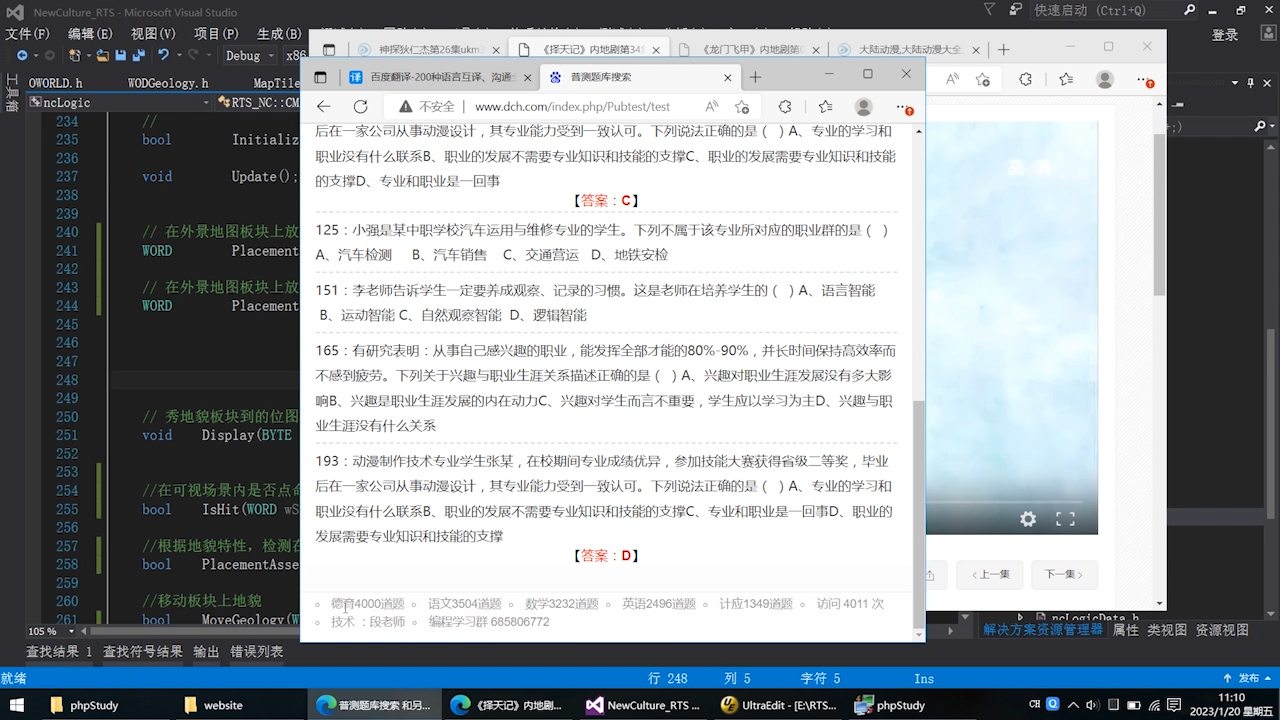 NewCulture_RTS - Microsoft Visual Studio
快速启动 (Ctrl+Q)
文件(F) 编辑(E) 视图(V) 项目(P) 生成(B)
登录
Debug x86
神探狄仁杰第26集ukm3
《择天记》内地剧第34集
《龙门飞甲》内地剧第0
大陆动漫,大陆动漫大全,
百度翻译-200种语言互译、沟通全
普测题库搜索
不安全 www.dch.com/index.php/Pubtest/test
OWORLD.h WODGeology.h MapTile
ncLogic
RTS_NC::CM
234 //
235 bool Initializ
236
237 void Update();
238
239
240 // 在外景地图板块上放
241 WORD Placement
242
243 // 在外景地图板块上放
244 WORD Placement
245
246
247
248
249
250 // 秀地貌板块到的位图
251 void Display(BYTE
252
253
254 //在可视场景内是否点命
255 bool IsHit(WORD wS
256
257 //根据地貌特性，检测在
258 bool PlacementAsse
259
260 //移动板块上地貌
261 bool MoveGeology(W
后在一家公司从事动漫设计，其专业能力受到一致认可。下列说法正确的是（ ）A、专业的学习和
职业没有什么联系B、职业的发展不需要专业知识和技能的支撑C、职业的发展需要专业知识和技能
的支撑D、专业和职业是一回事
【答案：C】
125：小强是某中职学校汽车运用与维修专业的学生。下列不属于该专业所对应的职业群的是（ ）
A、汽车检测 B、汽车销售 C、交通营运 D、地铁安检
151：李老师告诉学生一定要养成观察、记录的习惯。这是老师在培养学生的（ ）A、语言智能
B、运动智能 C、自然观察智能 D、逻辑智能
165：有研究表明：从事自己感兴趣的职业，能发挥全部才能的80%-90%，并长时间保持高效率而
不感到疲劳。下列关于兴趣与职业生涯关系描述正确的是（ ）A、兴趣对职业生涯发展没有多大影
响B、兴趣是职业生涯发展的内在动力C、兴趣对学生而言不重要，学生应以学习为主D、兴趣与职
业生涯没有什么关系
193：动漫制作技术专业学生张某，在校期间专业成绩优异，参加技能大赛获得省级二等奖，毕业
后在一家公司从事动漫设计，其专业能力受到一致认可。下列说法正确的是（ ）A、专业的学习和
职业没有什么联系B、职业的发展不需要专业知识和技能的支撑C、专业和职业是一回事D、职业的
发展需要专业知识和技能的支撑
【答案：D】
德育4000道题 语文3504道题 数学3232道题 英语2496道题 计应1349道题 访问 4011 次
技术 ：段老师 编程学习群 685806772
上一集 下一集
ncLogicData.h
105 %
解决方案资源管理器 属性 类视图 资源视图
查找结果 1 查找符号结果 输出 错误列表
就绪 行 248 列 5 字符 5 Ins 发布
phpStudy
website
普测题库搜索 和另...
《择天记》内地剧...
NewCulture_RTS ...
UltraEdit - [E:\RTS...
phpStudy
CH
11:10
2023/1/20 星期五